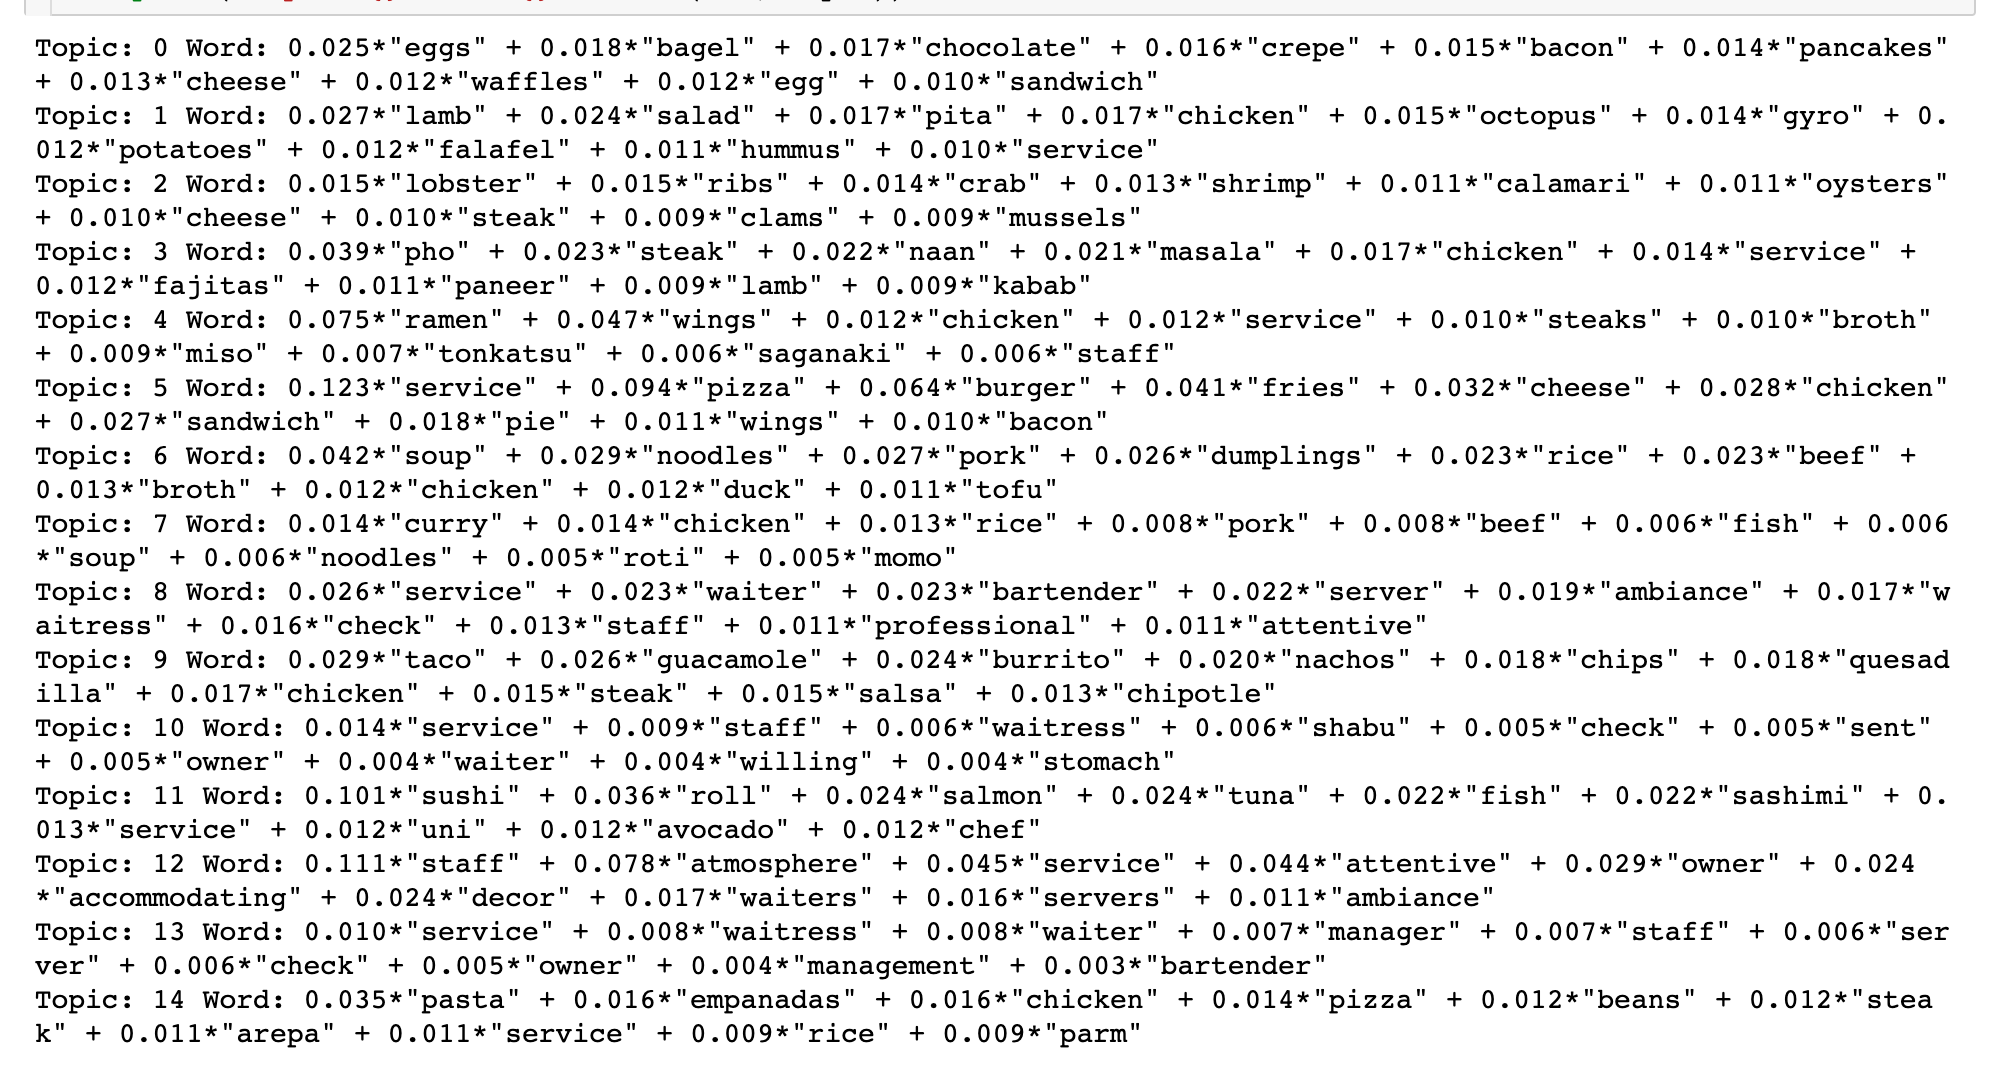 Topic: 0 Word: 0.025*"eggs" + 0.018*"bagel" + 0.017*"chocolate" + 0.016*"crepe" + 0.015*"bacon" + 0.014*"pancakes"
+ 0.013*"cheese" + 0.012*"waffles" + 0.012*"egg" + 0.010*"sandwich"
Topic: 1 Word: 0.027*"lamb" + 0.024*"salad" + 0.017*"pita" + 0.017*"chicken" + 0.015*"octopus" + 0.014*"gyro" + 0.
012*"potatoes" + 0.012*"falafel" + 0.011*"hummus" + 0.010*"service"
Topic: 2 Word: 0.015*"lobster" + 0.015*"ribs" + 0.014*"crab" + 0.013*"shrimp" + 0.011*"calamari" + 0.011*"oysters"
+ 0.010*"cheese" + 0.010*"steak" + 0.009*"clams" + 0.009*"mussels"
Topic: 3 Word: 0.039*"pho" + 0.023*"steak" + 0.022*"naan" + 0.021*"masala" + 0.017*"chicken" + 0.014*"service" +
0.012*"fajitas" + 0.011*"paneer" + 0.009*"lamb" + 0.009*"kabab"
Topic: 4 Word: 0.075*"ramen" + 0.047*"wings" + 0.012*"chicken" + 0.012*"service" + 0.010*"steaks" + 0.010*"broth"
+ 0.009*"miso" + 0.007*"tonkatsu" + 0.006*"saganaki" + 0.006*"staff"
Topic: 5 Word: 0.123*"service" + 0.094*"pizza" + 0.064*"burger" + 0.041*"fries" + 0.032*"cheese" + 0.028*"chicken"
+ 0.027*"sandwich" + 0.018*"pie" + 0.011*"wings" + 0.010*"bacon"
Topic: 6 Word: 0.042*"soup" + 0.029*"noodles" + 0.027*"pork" + 0.026*"dumplings" + 0.023*"rice" + 0.023*"beef" +
0.013*"broth" + 0.012*"chicken" + 0.012*"duck" + 0.011*"tofu"
Topic: 7 Word: 0.014*"curry" + 0.014*"chicken" + 0.013*"rice" + 0.008*"pork" + 0.008*"beef" + 0.006*"fish" + 0.006
*"soup" + 0.006*"noodles" + 0.005*"roti" + 0.005*"momo"
Topic: 8 Word: 0.026*"service" + 0.023*"waiter" + 0.023*"bartender" + 0.022*"server" + 0.019*"ambiance" + 0.017*"w
aitress" + 0.016*"check" + 0.013*"staff" + 0.011*"professional" + 0.011*"attentive"
Topic: 9 Word: 0.029*"taco" + 0.026*"guacamole" + 0.024*"burrito" + 0.020*"nachos" + 0.018*"chips" + 0.018*"quesad
illa" + 0.017*"chicken" + 0.015*"steak" + 0.015*"salsa" + 0.013*"chipotle"
Topic: 10 Word: 0.014*"service" + 0.009*"staff" + 0.006*"waitress" + 0.006*"shabu" + 0.005*"check" + 0.005*"sent"
+ 0.005*"owner" + 0.004*"waiter" + 0.004*"willing" + 0.004*"stomach"
Topic: 11 Word: 0.101*"sushi" + 0.036*"roll" + 0.024*"salmon" + 0.024*"tuna" + 0.022*"fish" + 0.022*"sashimi" + 0.
013*"service" + 0.012*"uni" + 0.012*"avocado" + 0.012*"chef"
Topic: 12 Word: 0.111*"staff" + 0.078*"atmosphere" + 0.045*"service" + 0.044*"attentive" + 0.029*"owner" + 0.024
*"accommodating" + 0.024*"decor" + 0.017*"waiters" + 0.016*"servers" + 0.011*"ambiance"
Topic: 13 Word: 0.010*"service" + 0.008*"waitress" + 0.008*"waiter" + 0.007*"manager" + 0.007*"staff" + 0.006*"ser
ver" + 0.006*"check" + 0.005*"owner" + 0.004*"management" + 0.003*"bartender"
Topic: 14 Word: 0.035*"pasta" + 0.016*"empanadas" + 0.016*"chicken" + 0.014*"pizza" + 0.012*"beans" + 0.012*"stea
k" + 0.011*"arepa" + 0.011*"service" + 0.009*"rice" + 0.009*"parm"